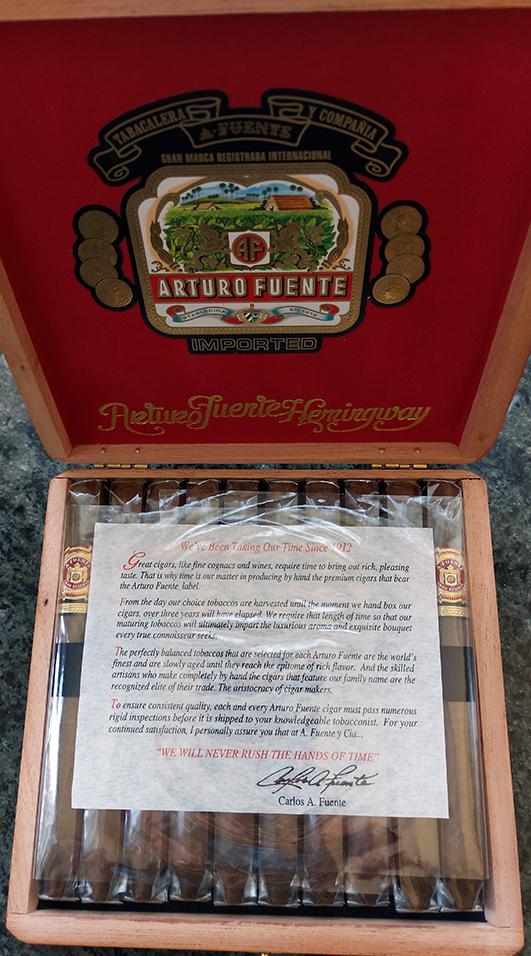 TABACALERA A. FUENTE Y COMPAÑIA
GRAN MARCA REGISTRADA INTERNACIONAL
AF
ARTURO FUENTE
ESTABLECIDA EN 1912
IMPORTED
Arturo Fuente Hemingway
We've Been Taking Our Time Since 1912
Great cigars, like fine cognacs and wines, require time to bring out rich, pleasing
taste. That is why time is our master in producing by hand the premium cigars that bear
the Arturo Fuente label.
From the day our choice tobaccos are harvested until the moment we hand box our
cigars, over three years will have elapsed. We require that length of time so that our
maturing tobaccos will ultimately impart the luxurious aroma and exquisite bouquet
every true connoisseur seeks.
The perfectly balanced tobaccos that are selected for each Arturo Fuente are the world's
finest and are slowly aged until they reach the epitome of rich flavor. And the skilled
artisans who make completely by hand the cigars that feature our family name are the
recognized elite of their trade. The aristocracy of cigar makers.
To ensure consistent quality, each and every Arturo Fuente cigar must pass numerous
rigid inspections before it is shipped to your knowledgeable tobacconist. For your
continued satisfaction, I personally assure you that at A. Fuente y Cia...
"WE WILL NEVER RUSH THE HANDS OF TIME"
Carlos A. Fuente
Carlos A. Fuente